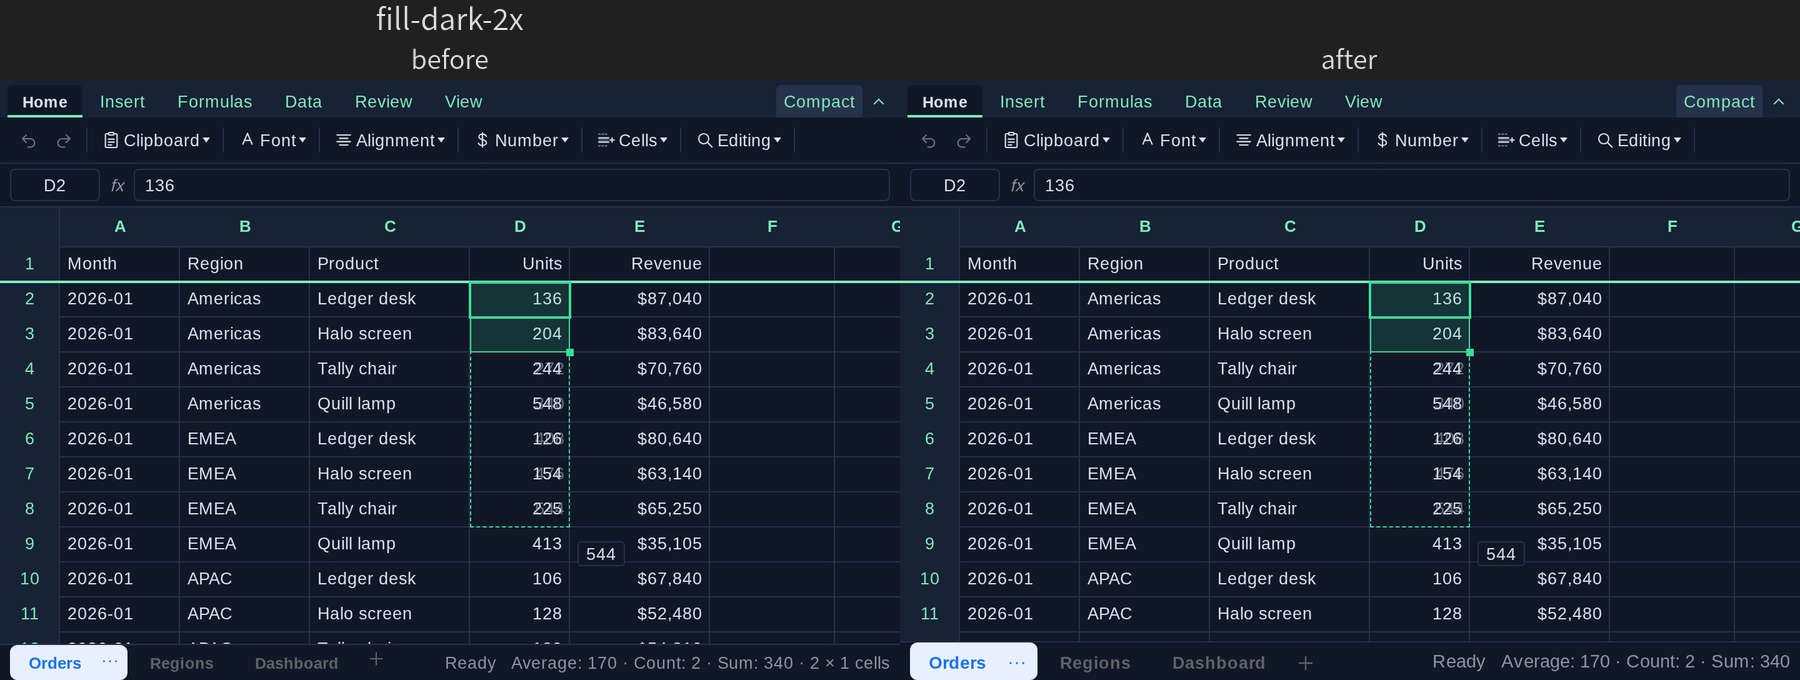 fill-dark-2x
before
after
Home Insert Formulas Data Review View Compact
Clipboard Font Alignment $ Number Cells Editing
D2 fx 136
A B C D E F G
1 Month Region Product Units Revenue
2 2026-01 Americas Ledger desk 136 $87,040
3 2026-01 Americas Halo screen 204 $83,640
4 2026-01 Americas Tally chair 244 $70,760
5 2026-01 Americas Quill lamp 548 $46,580
6 2026-01 EMEA Ledger desk 126 $80,640
7 2026-01 EMEA Halo screen 154 $63,140
8 2026-01 EMEA Tally chair 225 $65,250
9 2026-01 EMEA Quill lamp 413 $35,105
544
10 2026-01 APAC Ledger desk 106 $67,840
11 2026-01 APAC Halo screen 128 $52,480
Orders ··· Regions Dashboard + Ready Average: 170 · Count: 2 · Sum: 340 · 2 × 1 cells
Home Insert Formulas Data Review View Compact
Clipboard Font Alignment $ Number Cells Editing
D2 fx 136
A B C D E F G
1 Month Region Product Units Revenue
2 2026-01 Americas Ledger desk 136 $87,040
3 2026-01 Americas Halo screen 204 $83,640
4 2026-01 Americas Tally chair 244 $70,760
5 2026-01 Americas Quill lamp 548 $46,580
6 2026-01 EMEA Ledger desk 126 $80,640
7 2026-01 EMEA Halo screen 154 $63,140
8 2026-01 EMEA Tally chair 225 $65,250
9 2026-01 EMEA Quill lamp 413 $35,105
544
10 2026-01 APAC Ledger desk 106 $67,840
11 2026-01 APAC Halo screen 128 $52,480
Orders ··· Regions Dashboard + Ready Average: 170 · Count: 2 · Sum: 340